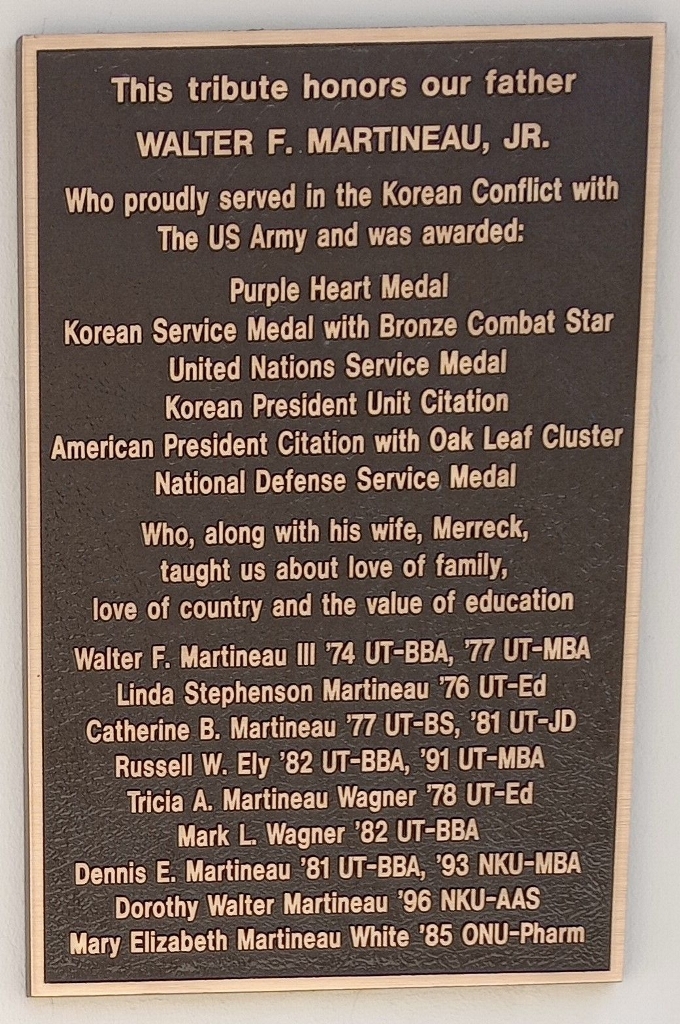 This tribute honors our father
WALTER F. MARTINEAU, JR.
Who proudly served in the Korean Conflict with
The US Army and was awarded:
Purple Heart Medal
Korean Service Medal with Bronze Combat Star
United Nations Service Medal
Korean President Unit Citation
American President Citation with Oak Leaf Cluster
National Defense Service Medal
Who, along with his wife, Merreck,
taught us about love of family,
love of country and the value of education
Walter F. Martineau III '74 UT-BBA, '77 UT-MBA
Linda Stephenson Martineau '76 UT-Ed
Catherine B. Martineau '77 UT-BS, '81 UT-JD
Russell W. Ely '82 UT-BBA, '91 UT-MBA
Tricia A. Martineau Wagner '78 UT-Ed
Mark L. Wagner '82 UT-BBA
Dennis E. Martineau '81 UT-BBA, '93 NKU-MBA
Dorothy Walter Martineau '96 NKU-AAS
Mary Elizabeth Martineau White '85 ONU-Pharm